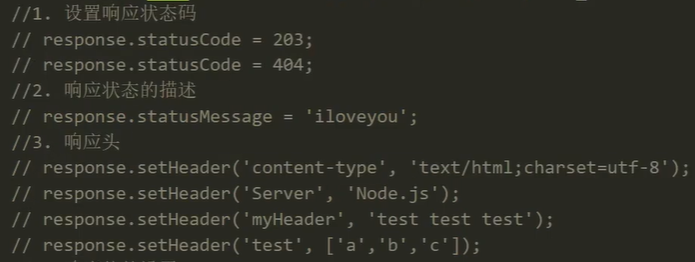 //1. 设置响应状态码
// response.statusCode = 203;
// response.statusCode = 404;
//2. 响应状态的描述
// response.statusMessage = 'iloveyou';
//3. 响应头
// response.setHeader('content-type', 'text/html;charset=utf-8');
// response.setHeader('Server', 'Node.js');
// response.setHeader('myHeader', 'test test test');
// response.setHeader('test', ['a','b','c']);